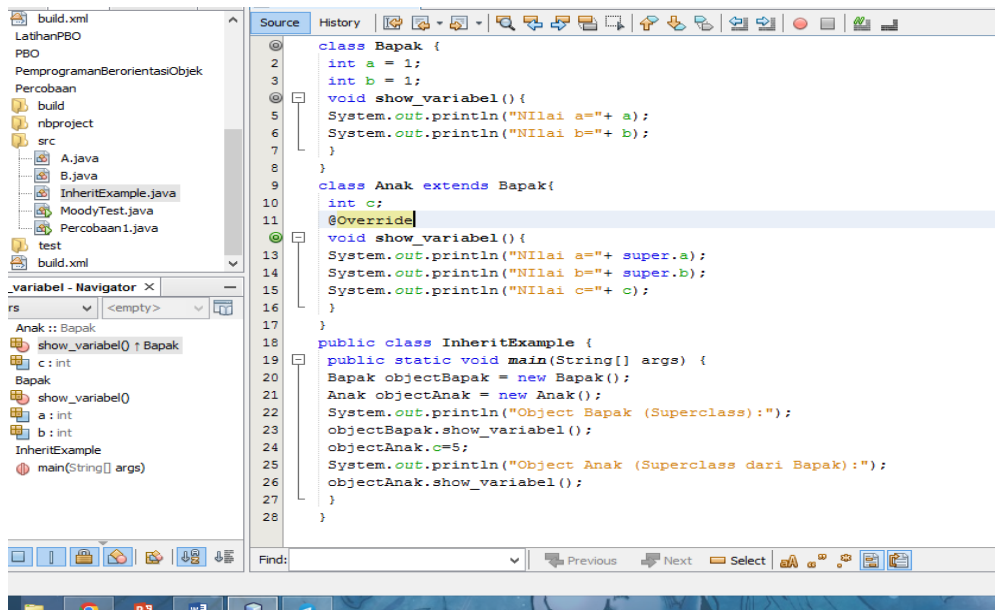 build.xml
LatihanPBO
PBO
PemprogramanBerorientasiObjek
Percobaan
build
nbproject
src
A.java
B.java
InheritExample.java
MoodyTest.java
Percobaan1.java
test
build.xml
_variabel - Navigator ×
rs <empty>
Anak :: Bapak
show_variabel() ↑ Bapak
c : int
Bapak
show_variabel()
a : int
b : int
InheritExample
main(String[] args)
Source History
class Bapak {
2 int a = 1;
3 int b = 1;
void show_variabel(){
5 System.out.println("NIlai a="+ a);
6 System.out.println("NIlai b="+ b);
7 }
8 }
9 class Anak extends Bapak{
10 int c;
11 @Override
void show_variabel(){
13 System.out.println("NIlai a="+ super.a);
14 System.out.println("NIlai b="+ super.b);
15 System.out.println("NIlai c="+ c);
16 }
17 }
18 public class InheritExample {
19 public static void main(String[] args) {
20 Bapak objectBapak = new Bapak();
21 Anak objectAnak = new Anak();
22 System.out.println("Object Bapak (Superclass):");
23 objectBapak.show_variabel();
24 objectAnak.c=5;
25 System.out.println("Object Anak (Superclass dari Bapak):");
26 objectAnak.show_variabel();
27 }
28 }
Find: Previous Next Select aA